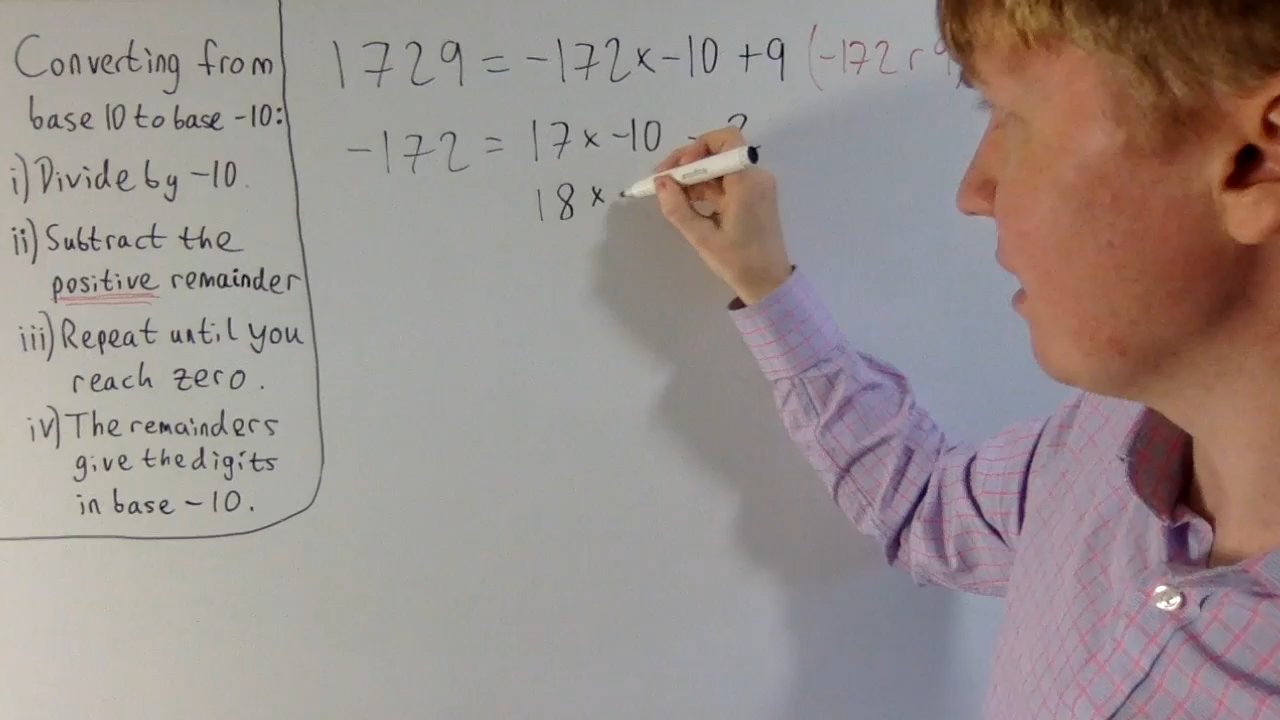 Converting from
base 10 to base -10:
i) Divide by -10.
ii) Subtract the
positive remainder
iii) Repeat until you
reach zero.
iv) The remainders
give the digits
in base -10.
1729 = -172 x -10 + 9 (-172 r 9
-172 = 17 x -10 -
18 x